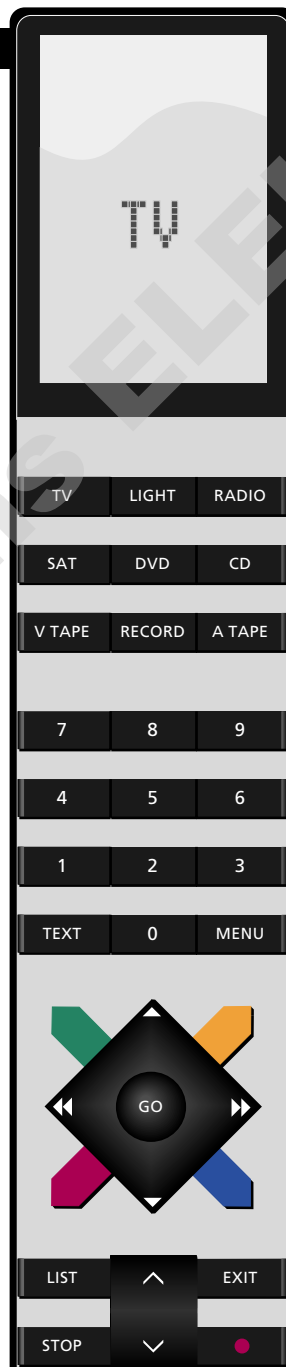 TV
TV LIGHT RADIO
SAT DVD CD
V TAPE RECORD A TAPE
7 8 9
4 5 6
1 2 3
TEXT 0 MENU
GO
LIST EXIT
STOP